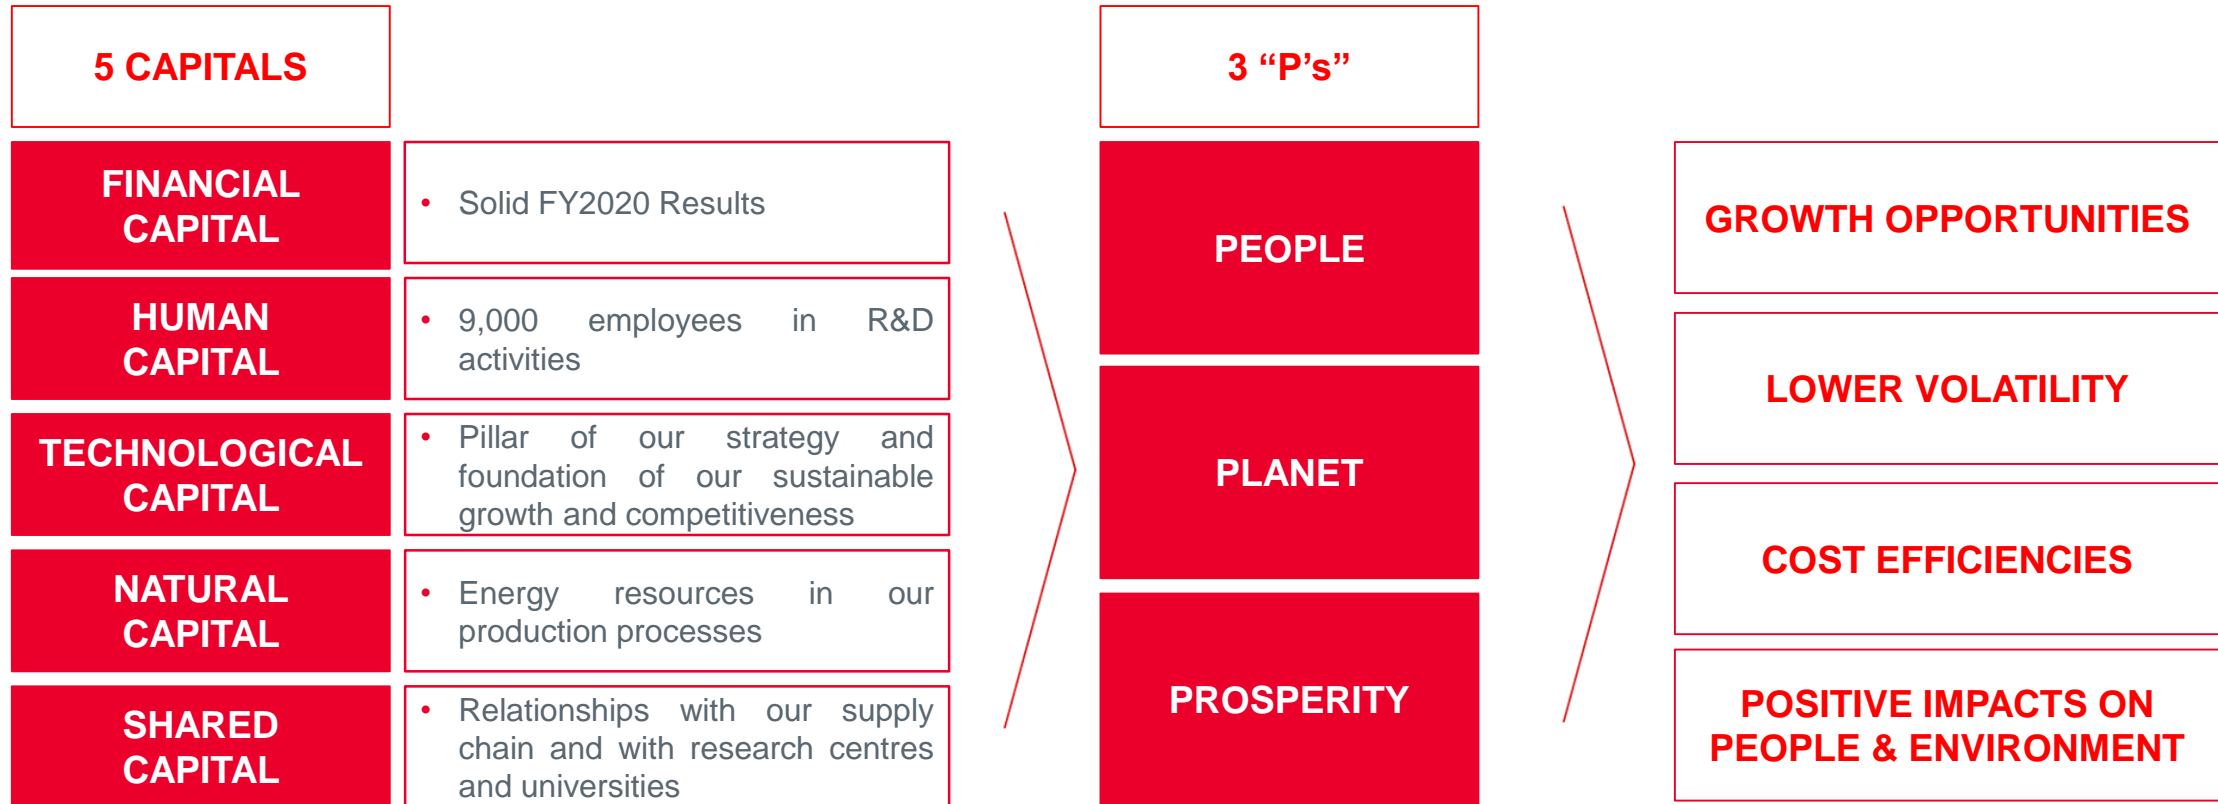 5 CAPITALS
3 “P’s”
FINANCIAL
CAPITAL
• Solid FY2020 Results
HUMAN
CAPITAL
• 9,000 employees in R&D
activities
TECHNOLOGICAL
CAPITAL
• Pillar of our strategy and
foundation of our sustainable
growth and competitiveness
NATURAL
CAPITAL
• Energy resources in our
production processes
SHARED
CAPITAL
• Relationships with our supply
chain and with research centres
and universities
PEOPLE
PLANET
PROSPERITY
GROWTH OPPORTUNITIES
LOWER VOLATILITY
COST EFFICIENCIES
POSITIVE IMPACTS ON
PEOPLE & ENVIRONMENT